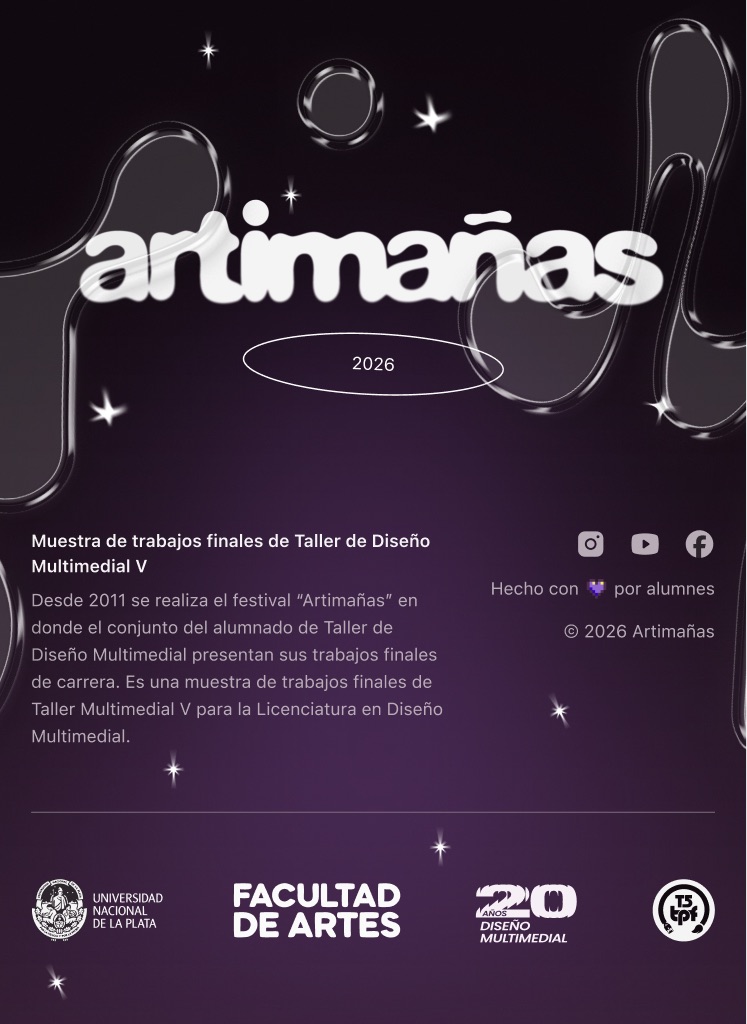 artimañas
2026
Muestra de trabajos finales de Taller de Diseño
Multimedial V
Desde 2011 se realiza el festival “Artimañas” en
donde el conjunto del alumnado de Taller de
Diseño Multimedial presentan sus trabajos finales
de carrera. Es una muestra de trabajos finales de
Taller Multimedial V para la Licenciatura en Diseño
Multimedial.
Hecho con 💜 por alumnes
© 2026 Artimañas
UNIVERSIDAD
NACIONAL
DE LA PLATA
FACULTAD
DE ARTES
20
AÑOS
DISEÑO
MULTIMEDIAL
T5
tpf